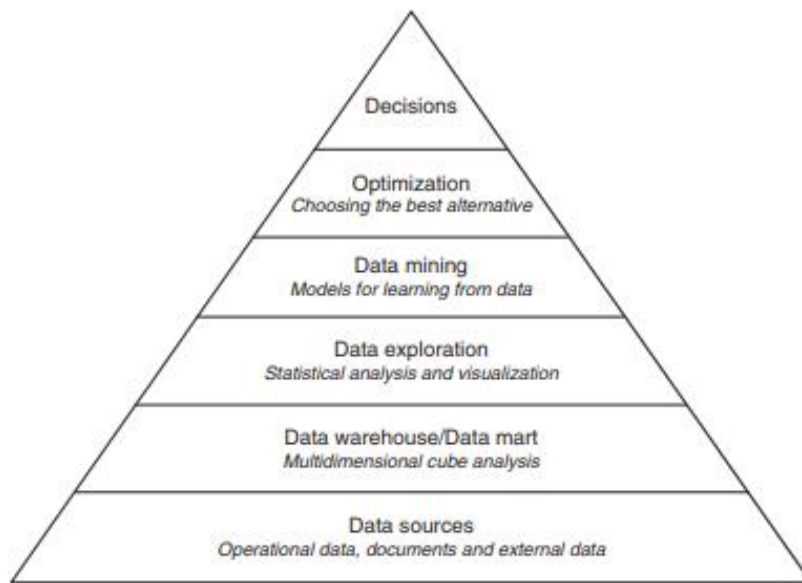 Decisions
Optimization
Choosing the best alternative
Data mining
Models for learning from data
Data exploration
Statistical analysis and visualization
Data warehouse/Data mart
Multidimensional cube analysis
Data sources
Operational data, documents and external data